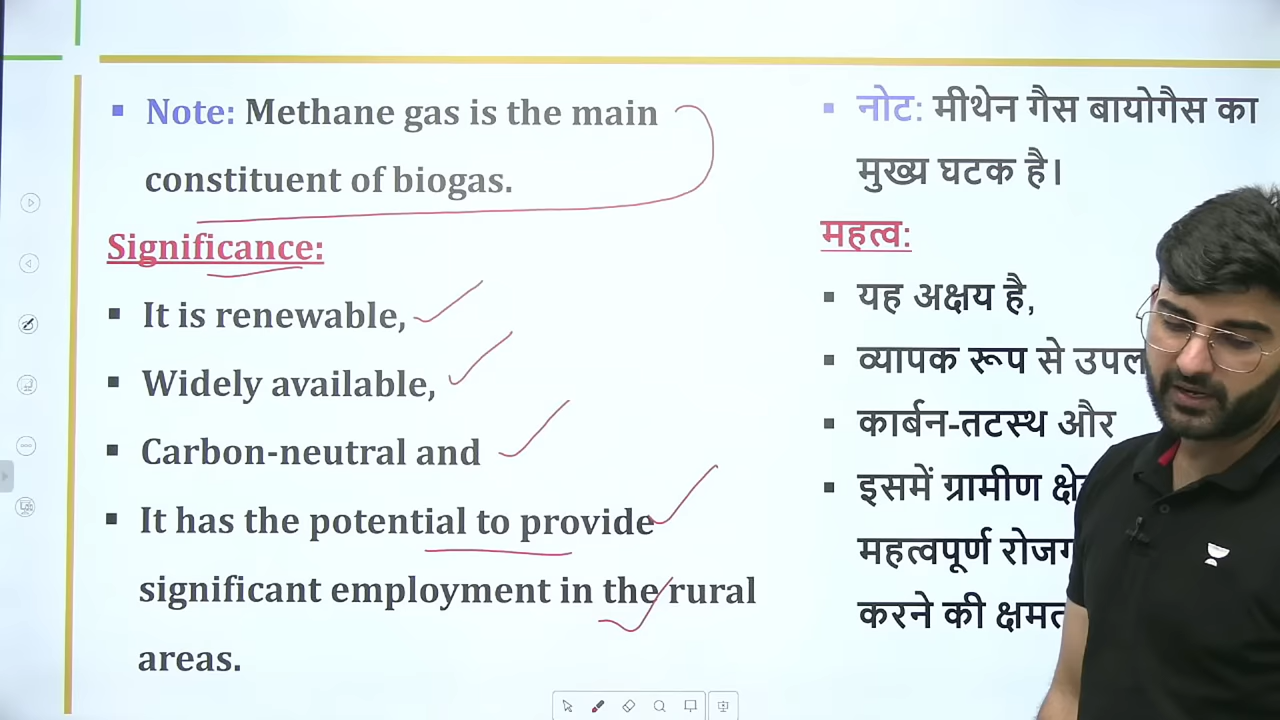 Note: Methane gas is the main
constituent of biogas.
Significance:
▪ It is renewable,
▪ Widely available,
▪ Carbon-neutral and
▪ It has the potential to provide
significant employment in the rural
areas.
नोट: मीथेन गैस बायोगैस का
मुख्य घटक है।
महत्व:
▪ यह अक्षय है,
▪ व्यापक रूप से
▪ कार्बन-तटस्थ और
▪ इसमें ग्रामीण
महत्वपूर्ण
करने की